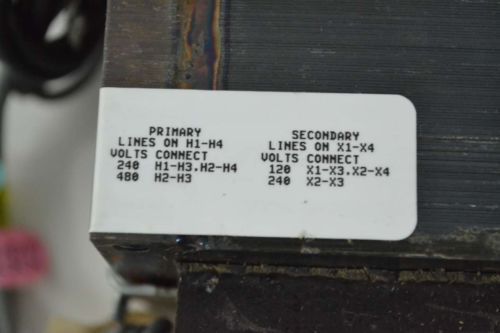 PRIMARY
LINES ON H1-H4
VOLTS CONNECT
240 H1-H3.H2-H4
480 H2-H3
SECONDARY
LINES ON X1-X4
VOLTS CONNECT
120 X1-X3.X2-X4
240 X2-X3